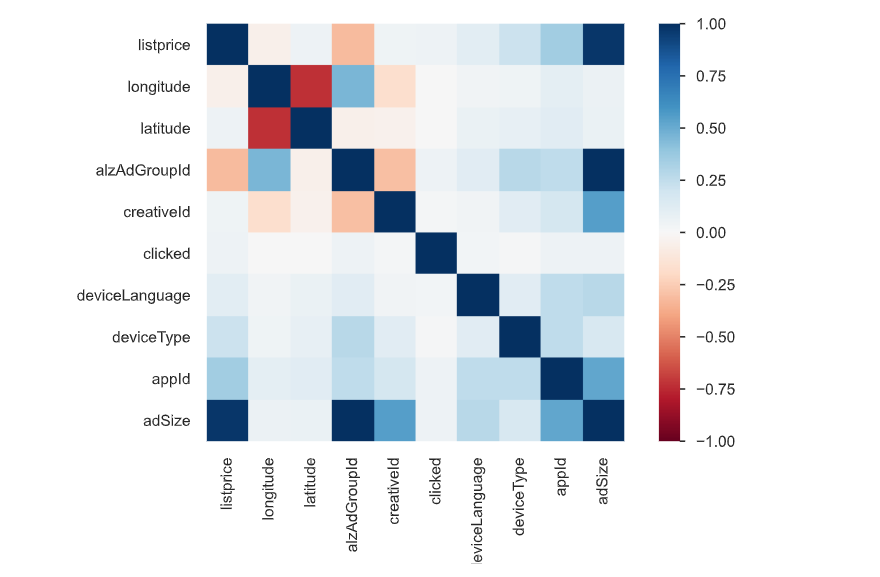 listprice
longitude
latitude
alzAdGroupId
creativeId
clicked
deviceLanguage
deviceType
appId
adSize
listprice
longitude
latitude
alzAdGroupId
creativeId
clicked
eviceLanguage
deviceType
appId
adSize
1.00
0.75
0.50
0.25
0.00
−0.25
−0.50
−0.75
−1.00